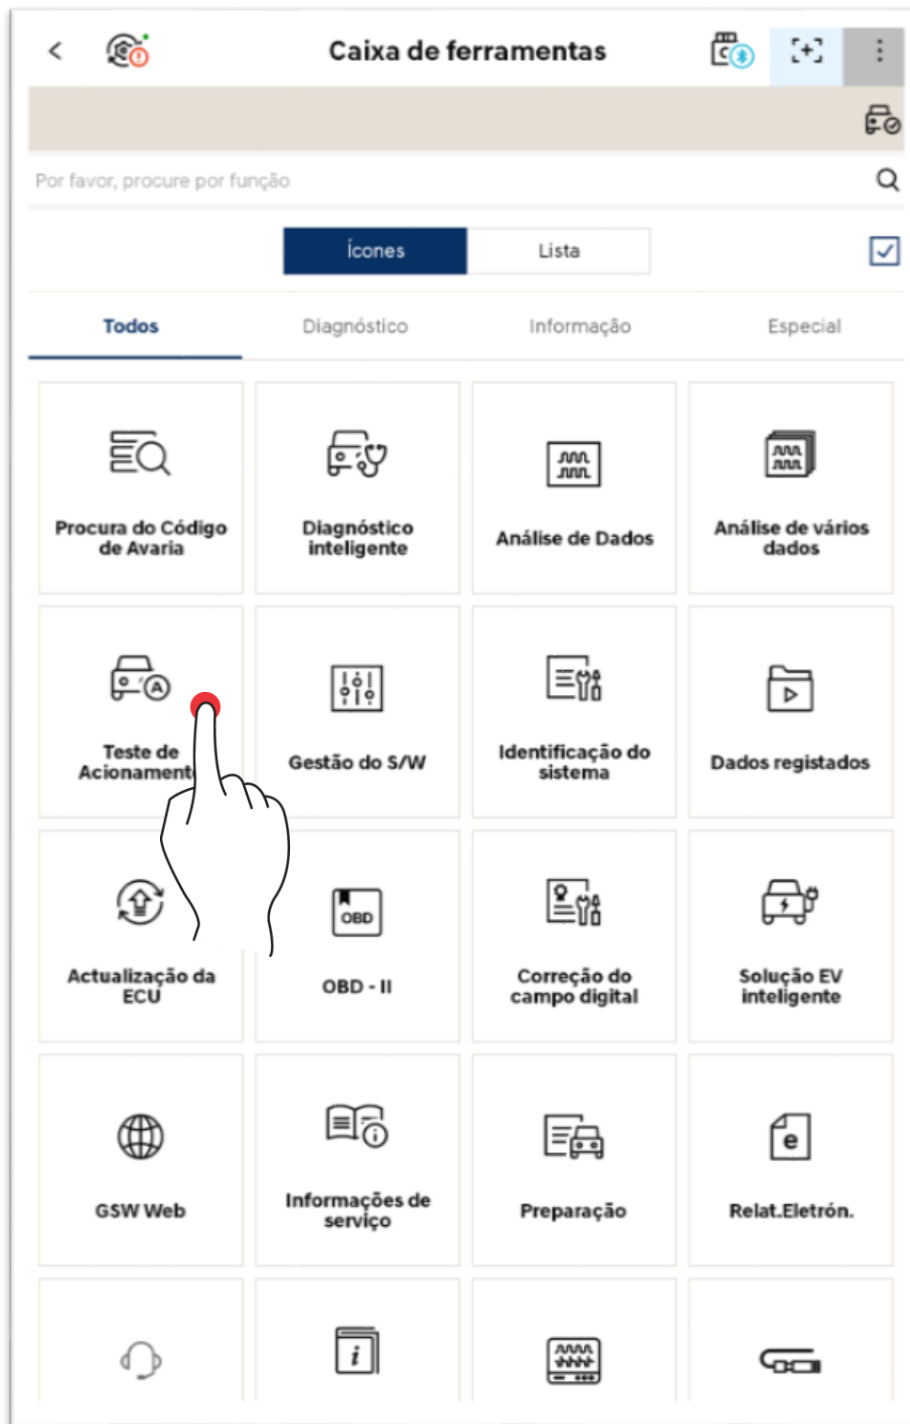 Caixa de ferramentas
Por favor, procure por função
Ícones
Lista
Todos
Diagnóstico
Informação
Especial
Procura do Código
de Avaria
Diagnóstico
inteligente
Análise de Dados
Análise de vários
dados
A
Teste de
Acionament
Gestão do S/W
Identificação do
sistema
Dados registados
Actualização da
ECU
OBD
OBD - II
Correção do
campo digital
Solução EV
inteligente
GSW Web
i
Informações de
serviço
Preparação
e
Relat.Eletrón.
i